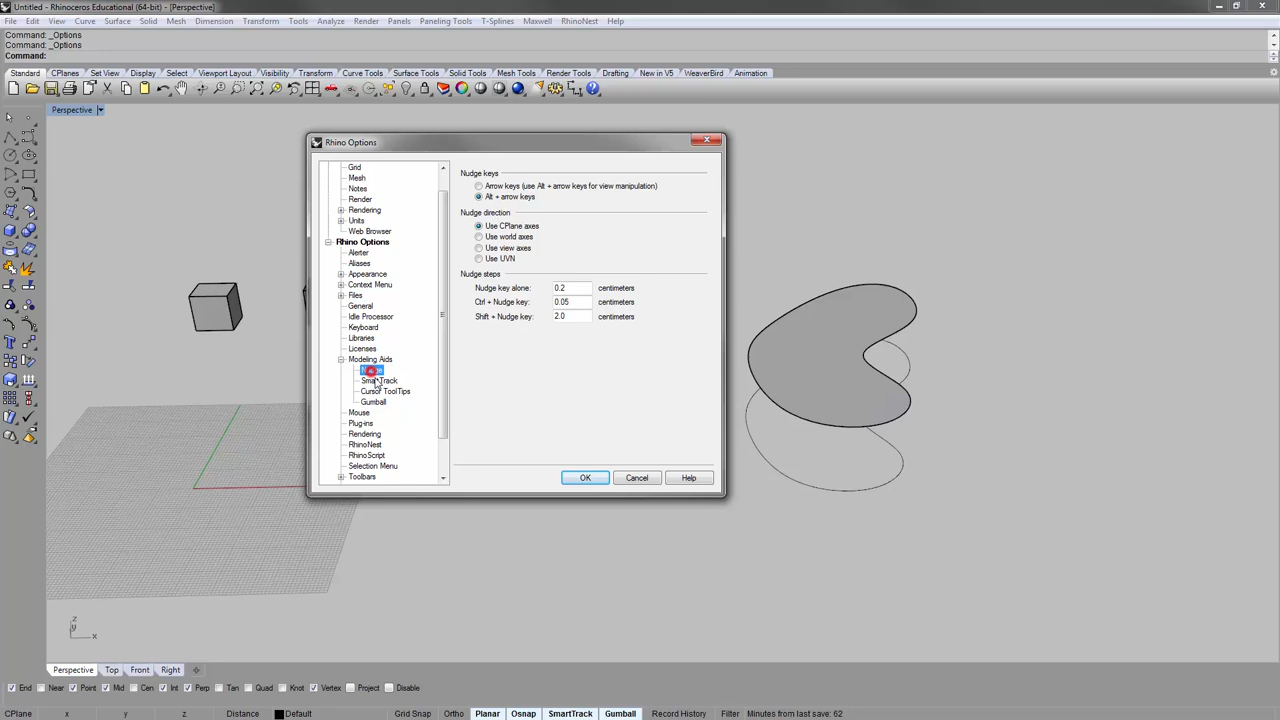 Untitled - Rhinoceros Educational (64-bit) - [Perspective]
File Edit View Curve Surface Solid Mesh Dimension Transform Tools Analyze Render Panels Paneling Tools T-Splines Maxwell RhinoNest Help
Command: _Options
Command: _Options
Command:
Standard CPlanes Set View Display Select Viewport Layout Visibility Transform Curve Tools Surface Tools Solid Tools Mesh Tools Render Tools Drafting New in V5 WeaverBird Animation
Perspective
Rhino Options
Grid
Mesh
Notes
Render
Rendering
Units
Web Browser
Rhino Options
Alerter
Aliases
Appearance
Context Menu
Files
General
Idle Processor
Keyboard
Libraries
Licenses
Modeling Aids
SmartTrack
Cursor ToolTips
Gumball
Mouse
Plug-ins
Rendering
RhinoNest
RhinoScript
Selection Menu
Toolbars
Nudge keys
Arrow keys (use Alt + arrow keys for view manipulation)
Alt + arrow keys
Nudge direction
Use CPlane axes
Use world axes
Use view axes
Use UVN
Nudge steps
Nudge key alone: 0.2 centimeters
Ctrl + Nudge key: 0.05 centimeters
Shift + Nudge key: 2.0 centimeters
OK Cancel Help
z
y
x
Perspective Top Front Right
End Near Point Mid Cen Int Perp Tan Quad Knot Vertex Project Disable
CPlane x y z Distance Default Grid Snap Ortho Planar Osnap SmartTrack Gumball Record History Filter Minutes from last save: 62